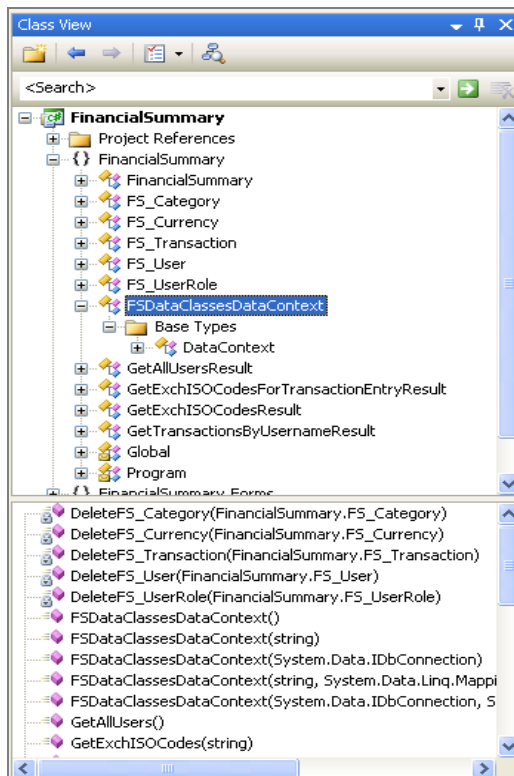 Class View
<Search>
FinancialSummary
Project References
{} FinancialSummary
FinancialSummary
FS_Category
FS_Currency
FS_Transaction
FS_User
FS_UserRole
FSDataClassesDataContext
Base Types
DataContext
GetAllUsersResult
GetExchISOCodesForTransactionEntryResult
GetExchISOCodesResult
GetTransactionsByUsernameResult
Global
Program
{} FinancialSummary.Forms
DeleteFS_Category(FinancialSummary.FS_Category)
DeleteFS_Currency(FinancialSummary.FS_Currency)
DeleteFS_Transaction(FinancialSummary.FS_Transaction)
DeleteFS_User(FinancialSummary.FS_User)
DeleteFS_UserRole(FinancialSummary.FS_UserRole)
FSDataClassesDataContext()
FSDataClassesDataContext(string)
FSDataClassesDataContext(System.Data.IDbConnection)
FSDataClassesDataContext(string, System.Data.Linq.Mappi
FSDataClassesDataContext(System.Data.IDbConnection, S
GetAllUsers()
GetExchISOCodes(string)